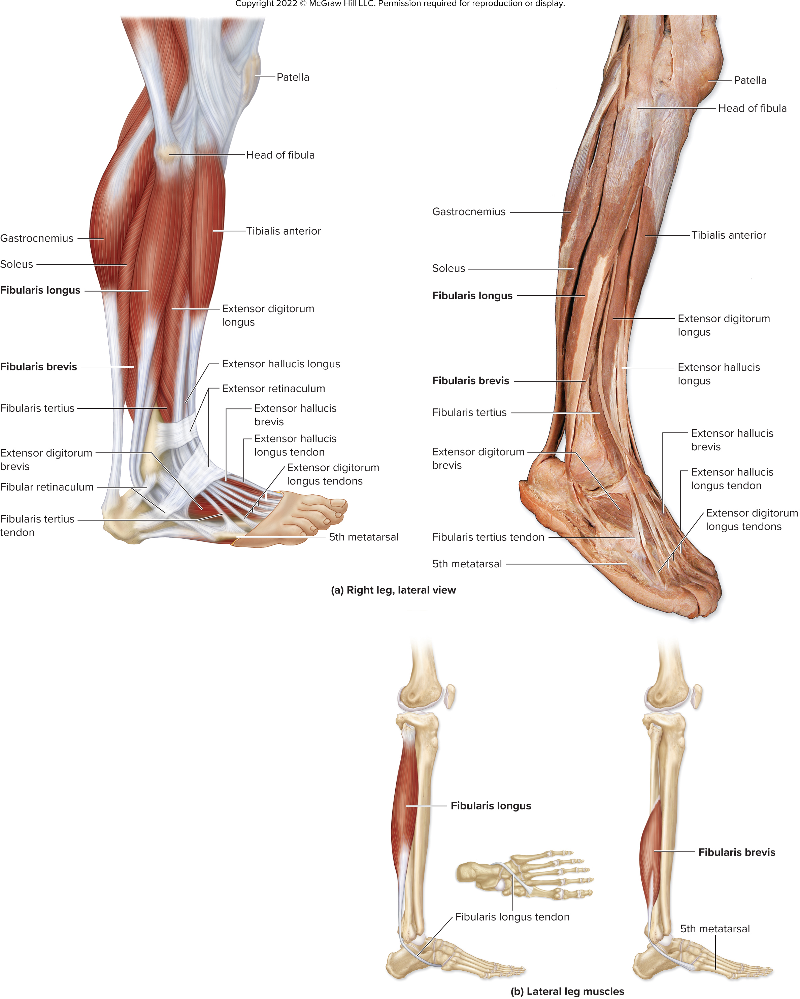 Copyright 2022 © McGraw Hill LLC. Permission required for reproduction or display.
Patella
Head of fibula
Tibialis anterior
Gastrocnemius
Soleus
Fibularis longus
Extensor digitorum
longus
Fibularis brevis
Extensor hallucis longus
Extensor retinaculum
Fibularis tertius
Extensor hallucis
brevis
Extensor hallucis
longus tendon
Extensor digitorum
brevis
Extensor digitorum
longus tendons
Fibular retinaculum
Fibularis tertius
tendon
5th metatarsal
Patella
Head of fibula
Gastrocnemius
Tibialis anterior
Soleus
Fibularis longus
Extensor digitorum
longus
Extensor hallucis
longus
Fibularis brevis
Fibularis tertius
Extensor hallucis
brevis
Extensor digitorum
brevis
Extensor hallucis
longus tendon
Extensor digitorum
longus tendons
Fibularis tertius tendon
5th metatarsal
(a) Right leg, lateral view
Fibularis longus
Fibularis brevis
Fibularis longus tendon
5th metatarsal
(b) Lateral leg muscles